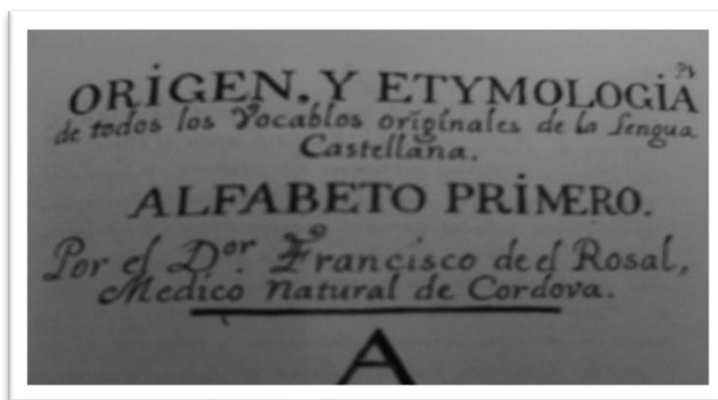 ORIGEN, Y ETYMOLOGIA
de todos los Vocablos originales de la Lengua
Castellana.
ALFABETO PRIMERO.
Por el D.or Francisco de el Rosal,
Medico Natural de Cordova.
A